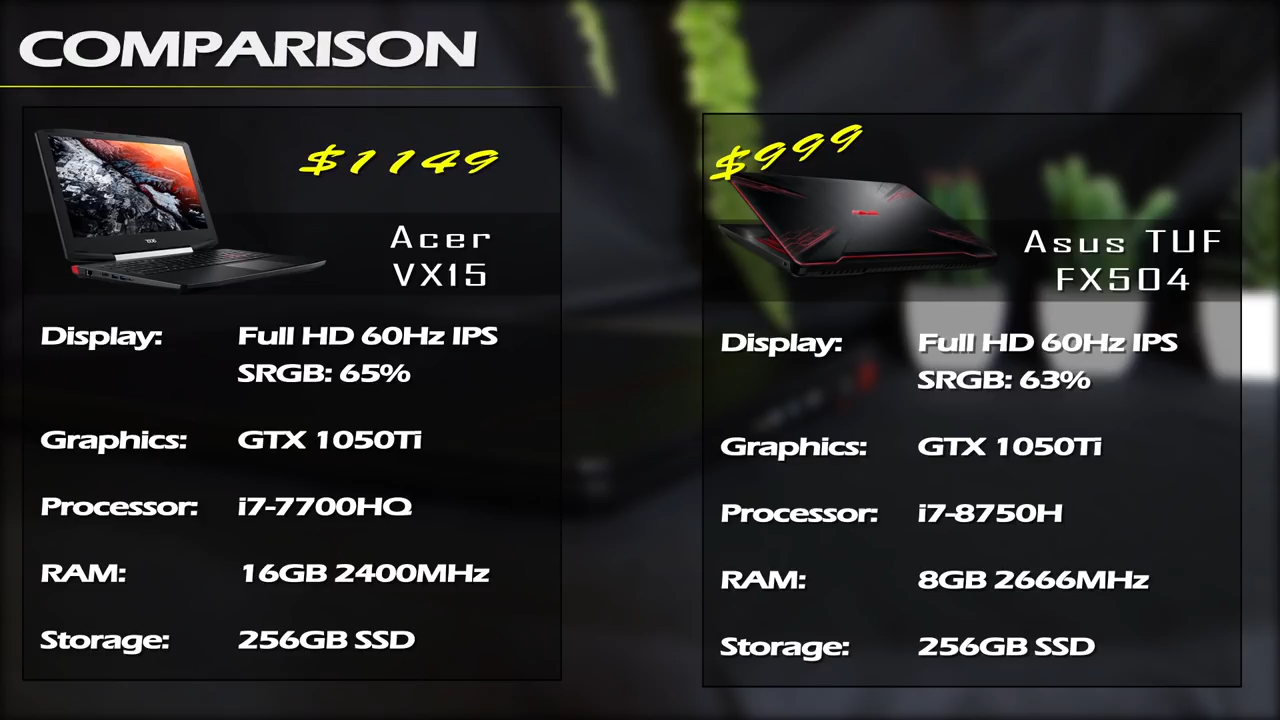 COMPARISON
$1149
Acer
VX15
Display: Full HD 60Hz IPS
SRGB: 65%
Graphics: GTX 1050Ti
Processor: i7-7700HQ
RAM: 16GB 2400MHz
Storage: 256GB SSD
$999
Asus TUF
FX504
Display: Full HD 60Hz IPS
SRGB: 63%
Graphics: GTX 1050Ti
Processor: i7-8750H
RAM: 8GB 2666MHz
Storage: 256GB SSD